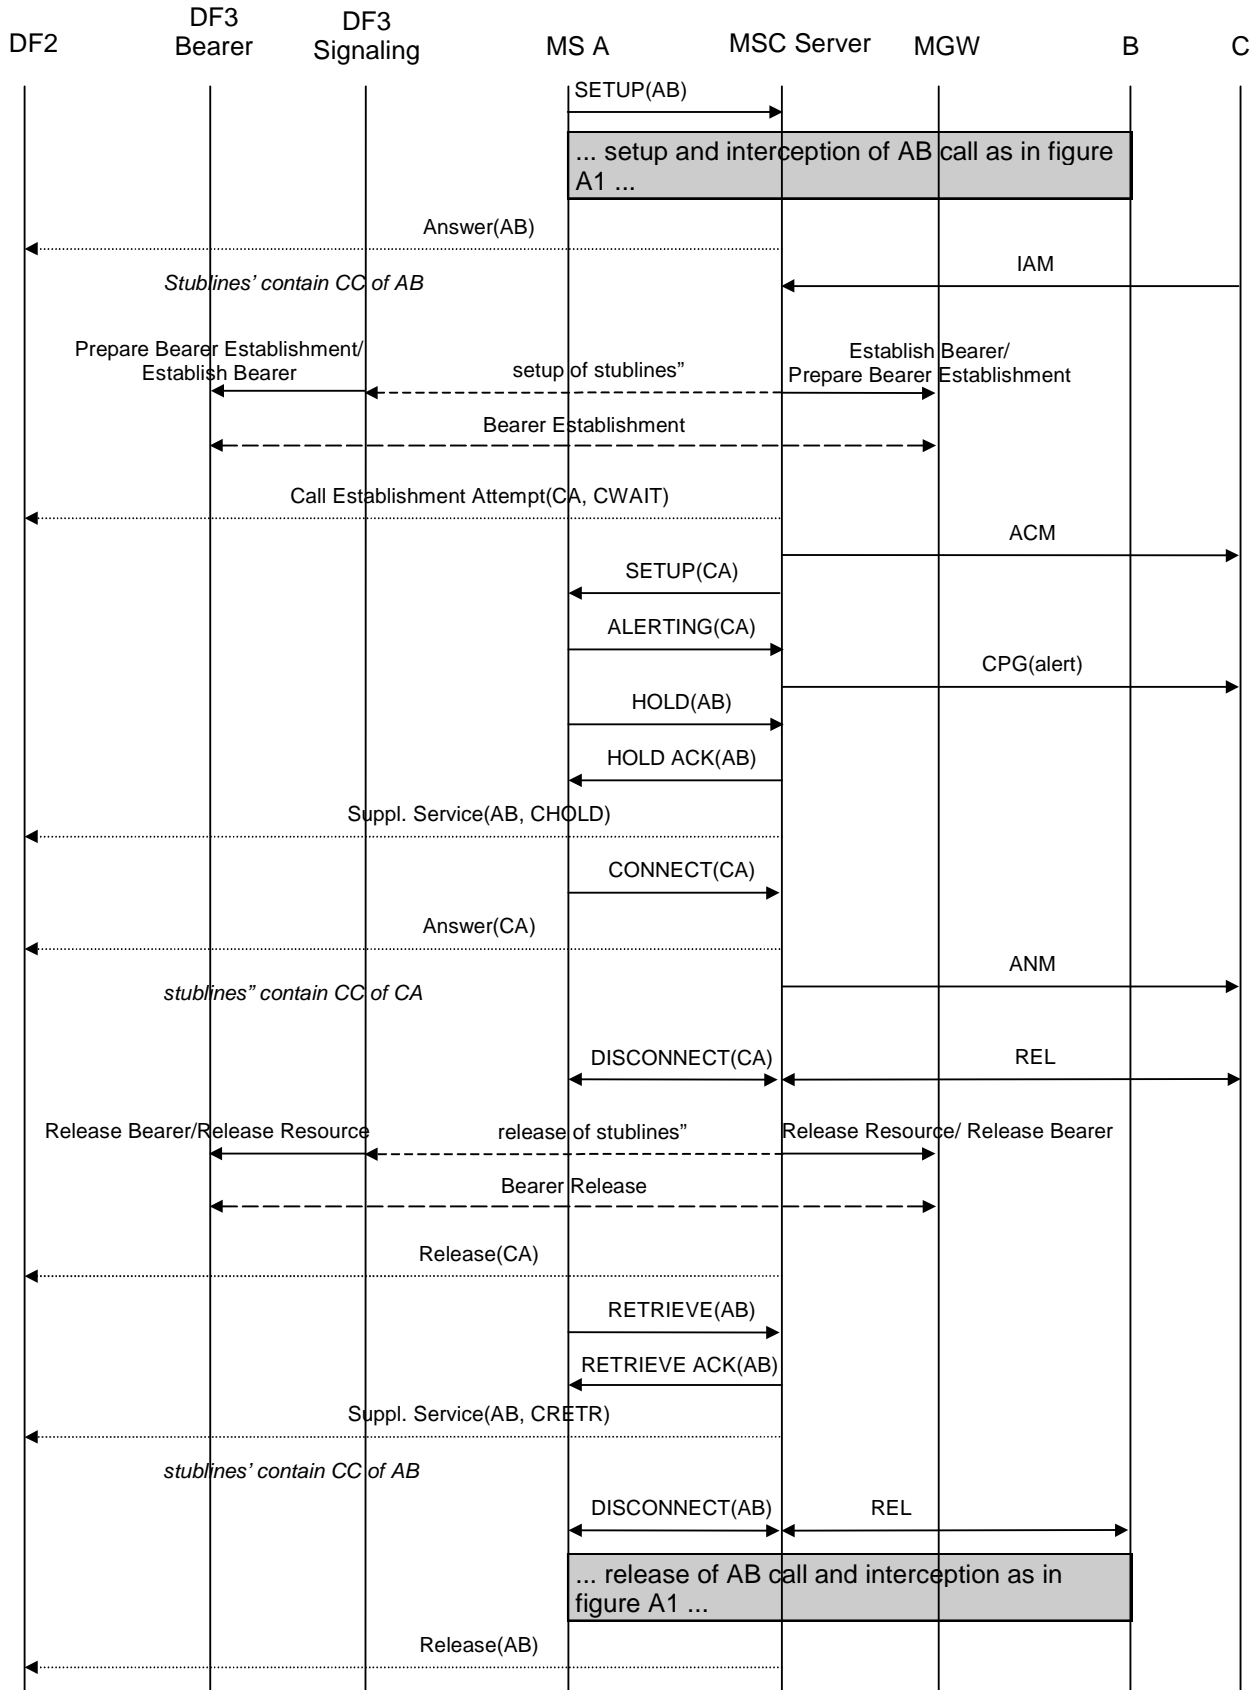 DF2
DF3
Bearer
DF3
Signaling
MS A
MSC Server
MGW
B
C
SETUP(AB)
... setup and interception of AB call as in figure
A1 ...
Answer(AB)
Stublines’ contain CC of AB
IAM
Prepare Bearer Establishment/
Establish Bearer
setup of stublines”
Establish Bearer/
Prepare Bearer Establishment
Bearer Establishment
Call Establishment Attempt(CA, CWAIT)
ACM
SETUP(CA)
ALERTING(CA)
CPG(alert)
HOLD(AB)
HOLD ACK(AB)
Suppl. Service(AB, CHOLD)
CONNECT(CA)
Answer(CA)
ANM
stublines” contain CC of CA
DISCONNECT(CA)
REL
Release Bearer/Release Resource
release of stublines”
Release Resource/ Release Bearer
Bearer Release
Release(CA)
RETRIEVE(AB)
RETRIEVE ACK(AB)
Suppl. Service(AB, CRETR)
stublines’ contain CC of AB
DISCONNECT(AB)
REL
... release of AB call and interception as in
figure A1 ...
Release(AB)